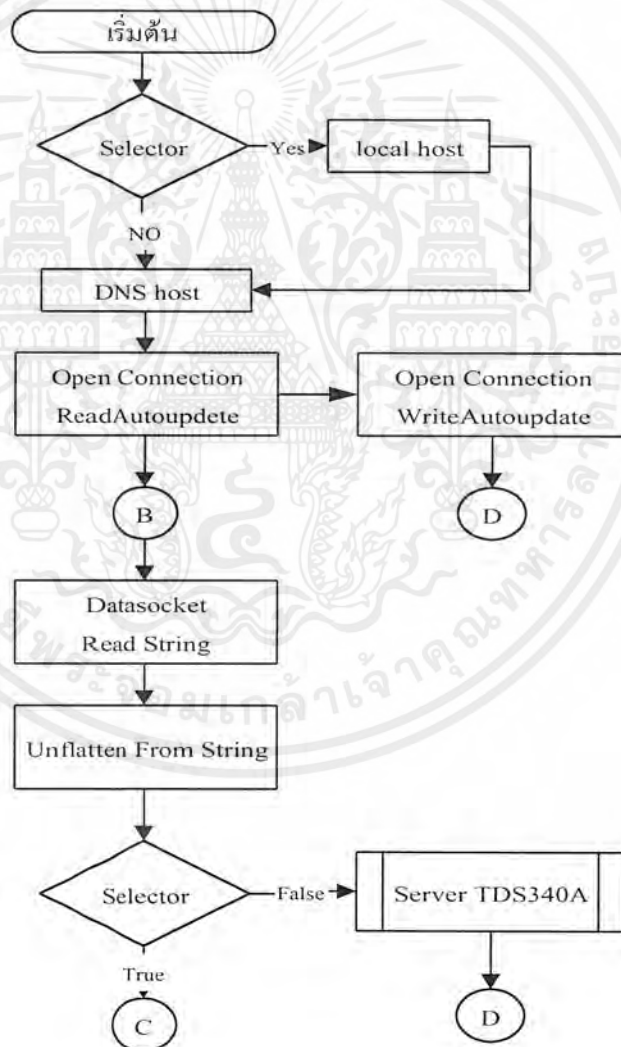 เริ่มต้น
Selector
Yes
local host
NO
DNS host
Open Connection
ReadAutoupdete
Open Connection
WriteAutoupdate
B
D
Datasocket
Read String
Unflatten From String
Selector
False
Server TDS340A
True
C
D